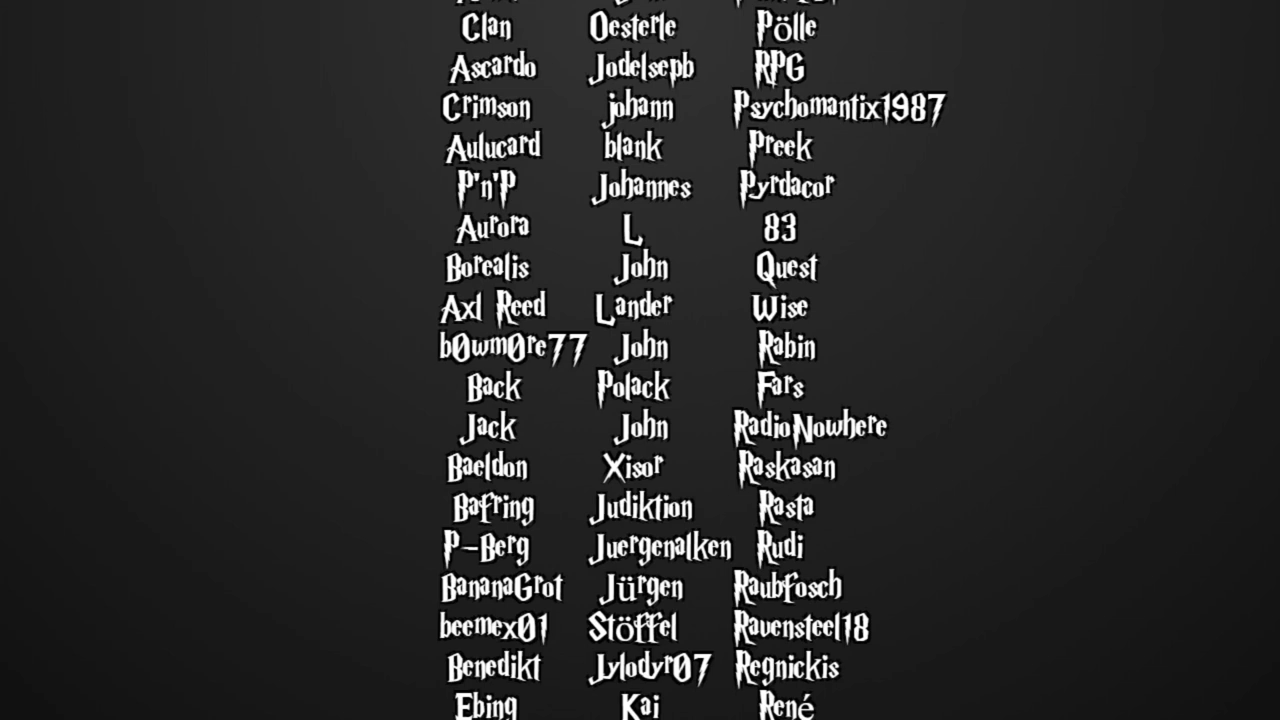 Clan Oesterle Pölle
Ascardo Jodelsepb RPG
Crimson johann Psychomantix1987
Aulucard blank Preek
P'n'P Johannes Pyrdacor
Aurora L 83
Borealis John Quest
Axl Reed Lander Wise
b0wm0re77 John Rabin
Back Polack Fars
Jack John RadioNowhere
Baeldon Xisor Raskasan
Bafring Judiktion Rasta
P-Berg Juergenalken Rudi
BananaGrot Jürgen Raubfosch
beemex01 Stöffel Ravensteel18
Benedikt Jylodyr07 Regnickis
Ebing Kai René